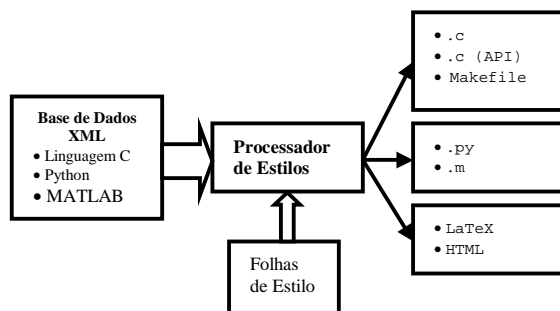 Base de Dados
XML
• Linguagem C
• Python
• MATLAB
Processador
de Estilos
Folhas
de Estilo
• .c
• .c (API)
• Makefile
• .py
• .m
• LaTeX
• HTML